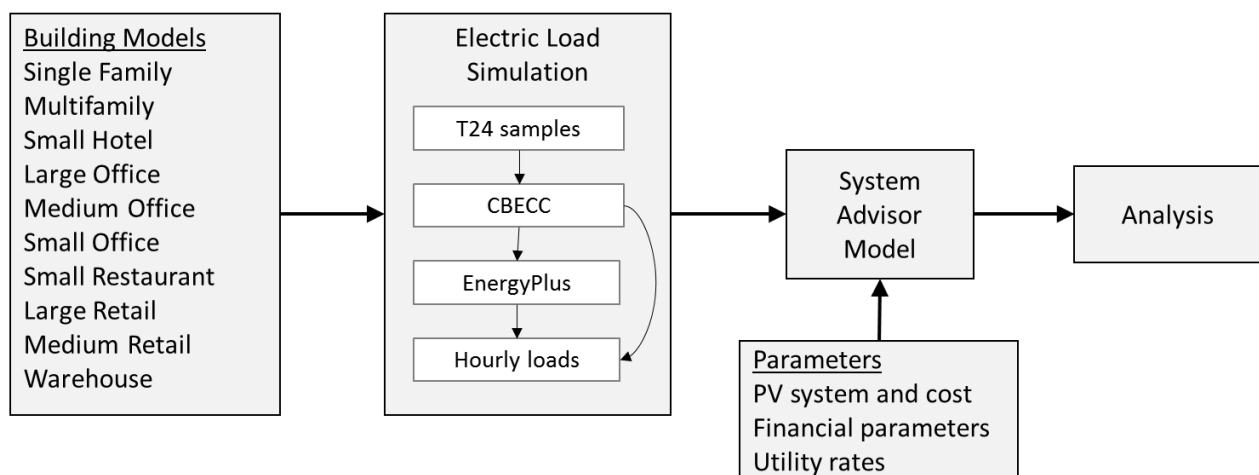 Building Models
Single Family
Multifamily
Small Hotel
Large Office
Medium Office
Small Office
Small Restaurant
Large Retail
Medium Retail
Warehouse
Electric Load
Simulation
T24 samples
CBECC
EnergyPlus
Hourly loads
System
Advisor
Model
Analysis
Parameters
PV system and cost
Financial parameters
Utility rates